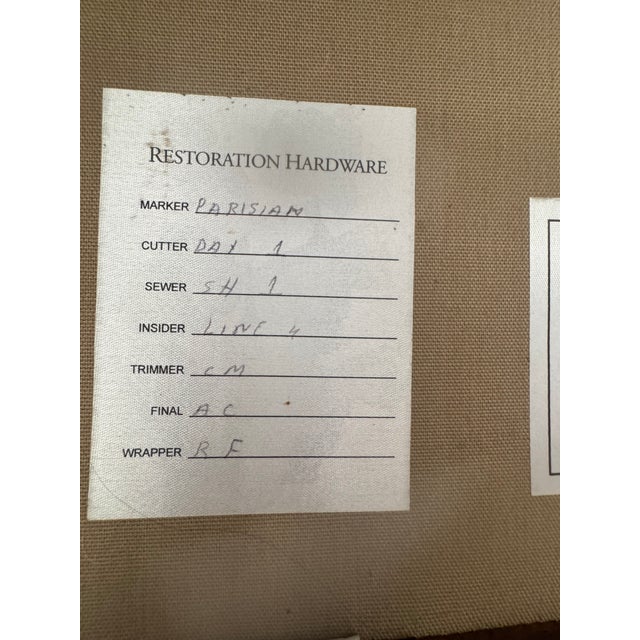 RESTORATION HARDWARE
MARKER PARISIAN
CUTTER DAY 1
SEWER SH 1
INSIDER LINE 4
TRIMMER CM
FINAL AC
WRAPPER RF